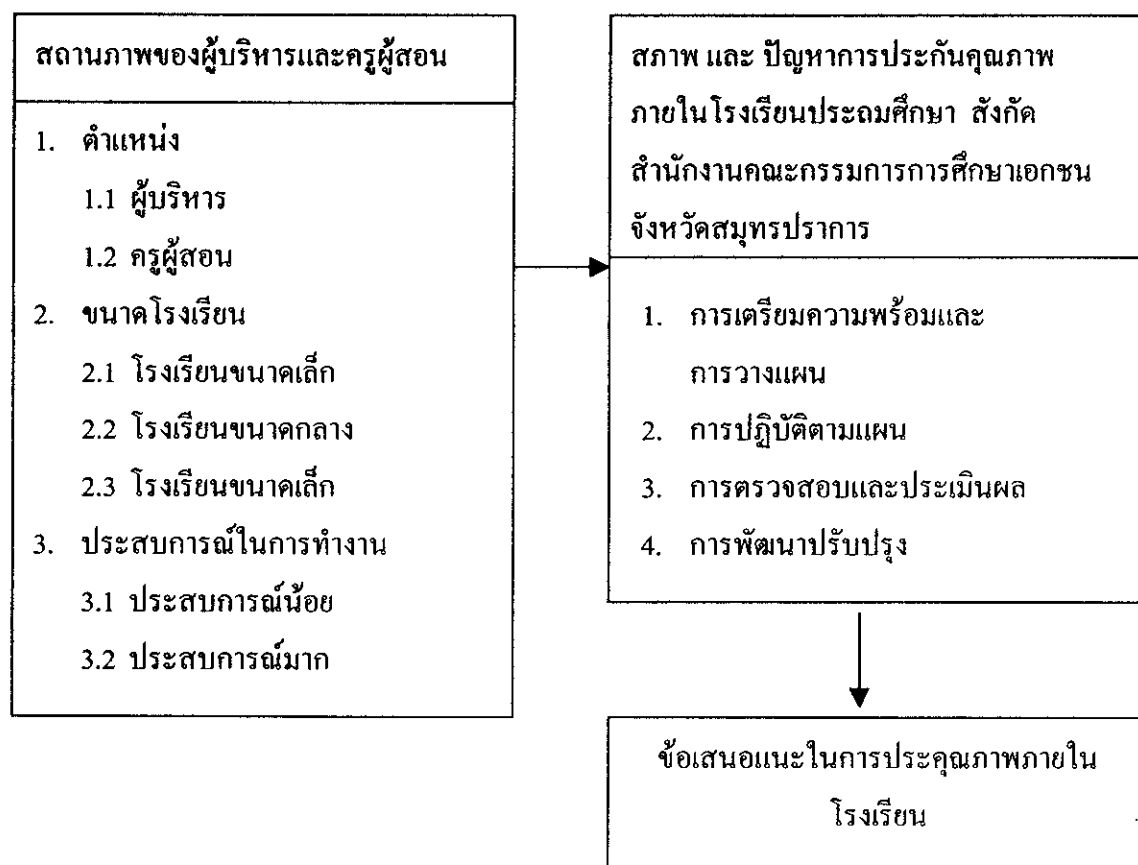 สถานภาพของผู้บริหารและครูผู้สอน
1. ตำแหน่ง
1.1 ผู้บริหาร
1.2 ครูผู้สอน
2. ขนาดโรงเรียน
2.1 โรงเรียนขนาดเล็ก
2.2 โรงเรียนขนาดกลาง
2.3 โรงเรียนขนาดเล็ก
3. ประสบการณ์ในการทำงาน
3.1 ประสบการณ์น้อย
3.2 ประสบการณ์มาก
สภาพ และ ปัญหาการประกันคุณภาพ
ภายในโรงเรียนประถมศึกษา สังกัด
สำนักงานคณะกรรมการการศึกษาเอกชน
จังหวัดสมุทรปราการ
1. การเตรียมความพร้อมและ
การวางแผน
2. การปฏิบัติตามแผน
3. การตรวจสอบและประเมินผล
4. การพัฒนาปรับปรุง
ข้อเสนอแนะในการประคุณภาพภายใน
โรงเรียน